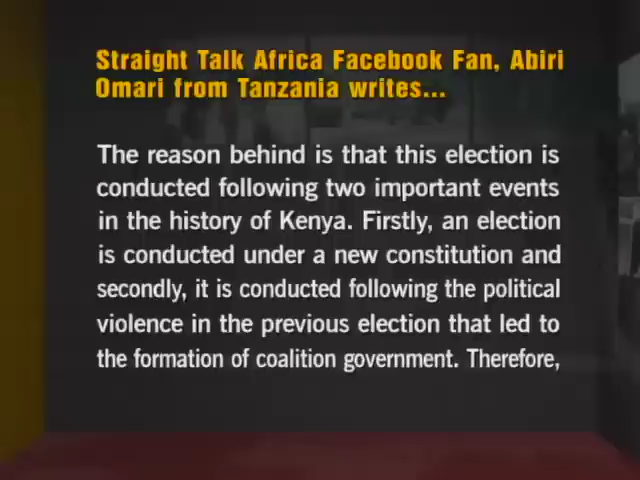 Straight Talk Africa Facebook Fan, Abiri
Omari from Tanzania writes...
The reason behind is that this election is
conducted following two important events
in the history of Kenya. Firstly, an election
is conducted under a new constitution and
secondly, it is conducted following the political
violence in the previous election that led to
the formation of coalition government. Therefore,